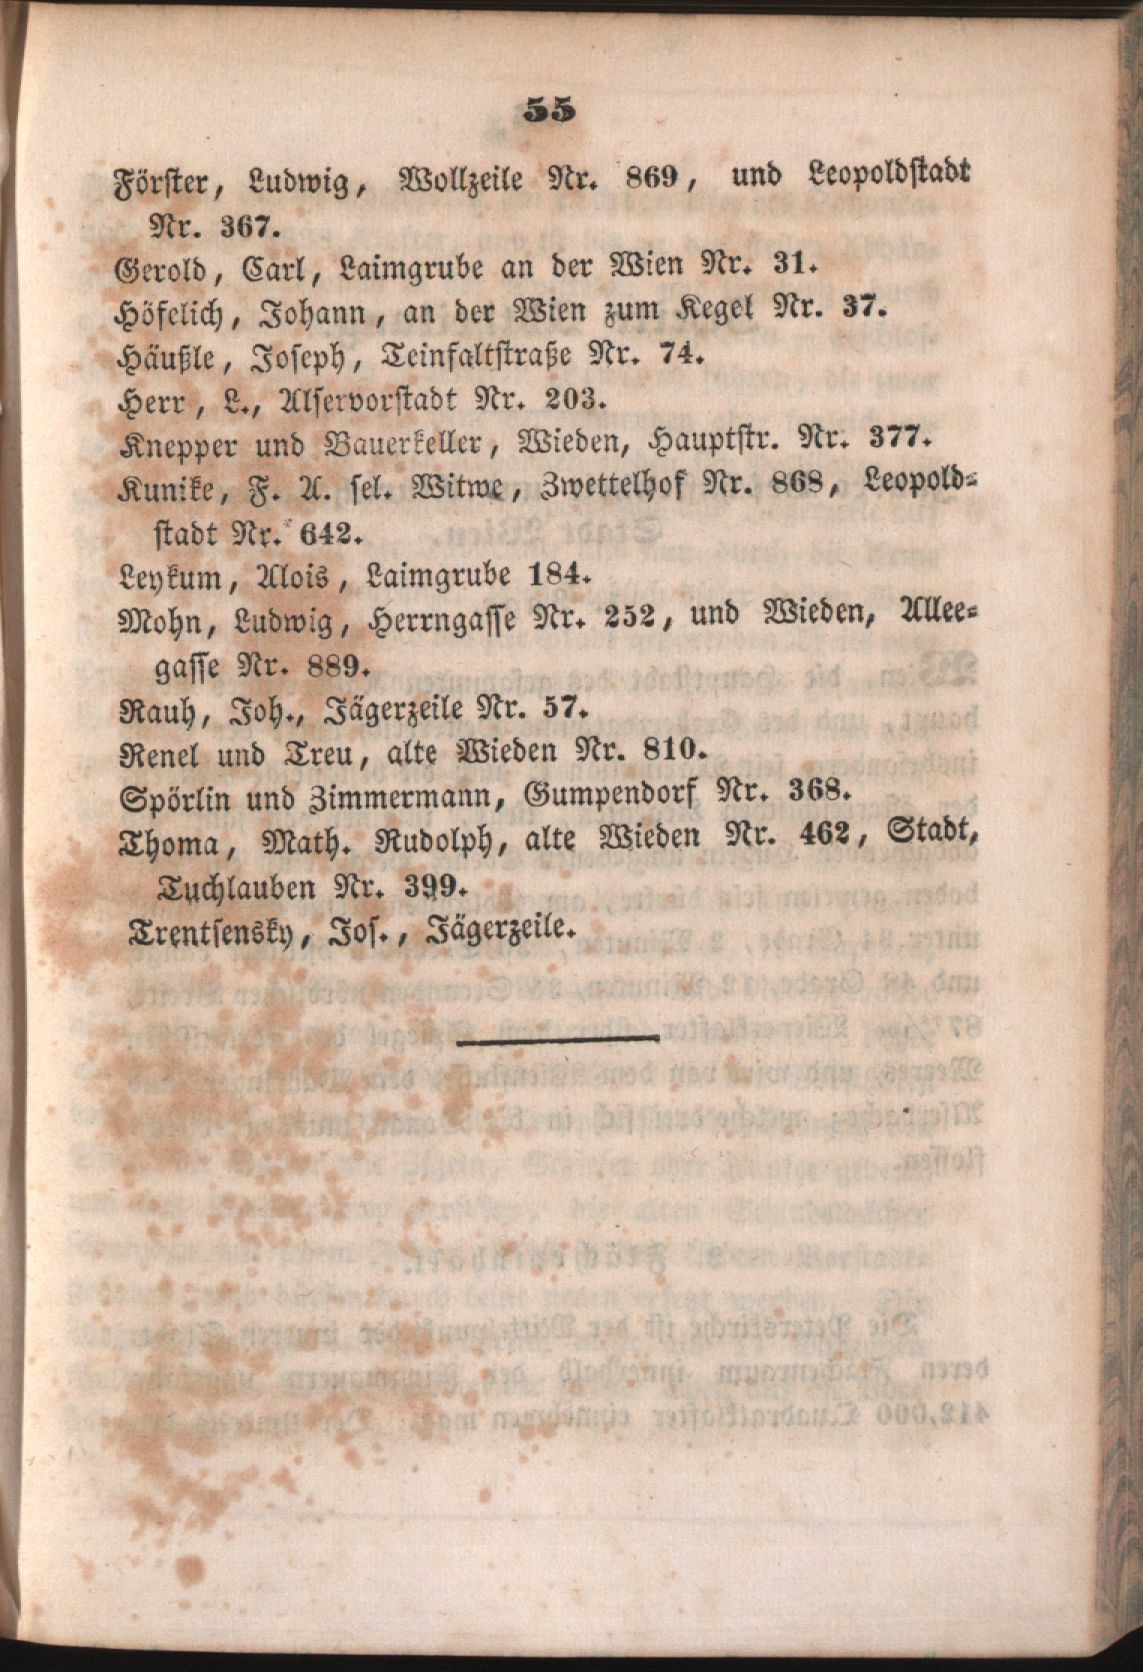 55
Förster, Ludwig, Wollzeile Nr. 869, und Leopoldstadt
Nr. 367.
Gerold, Carl, Laimgrube an der Wien Nr. 31.
Höfelich, Johann, an der Wien zum Kegel Nr. 37.
Häußle, Joseph, Teinfaltstraße Nr. 74.
Herr, L., Alservorstadt Nr. 203.
Knepper und Bauerkeller, Wieden, Hauptstr. Nr. 377.
Kunike, F. A. sel. Witwe, Zwettelhof Nr. 868, Leopold-
stadt Nr. 642.
Leykum, Alois, Laimgrube 184.
Mohn, Ludwig, Herrngasse Nr. 252, und Wieden, Allee-
gasse Nr. 889.
Rauh, Joh., Jägerzeile Nr. 57.
Renel und Treu, alte Wieden Nr. 810.
Spörlin und Zimmermann, Gumpendorf Nr. 368.
Thoma, Math. Rudolph, alte Wieden Nr. 462, Stadt,
Tuchlauben Nr. 399.
Trentsensky, Jos., Jägerzeile.